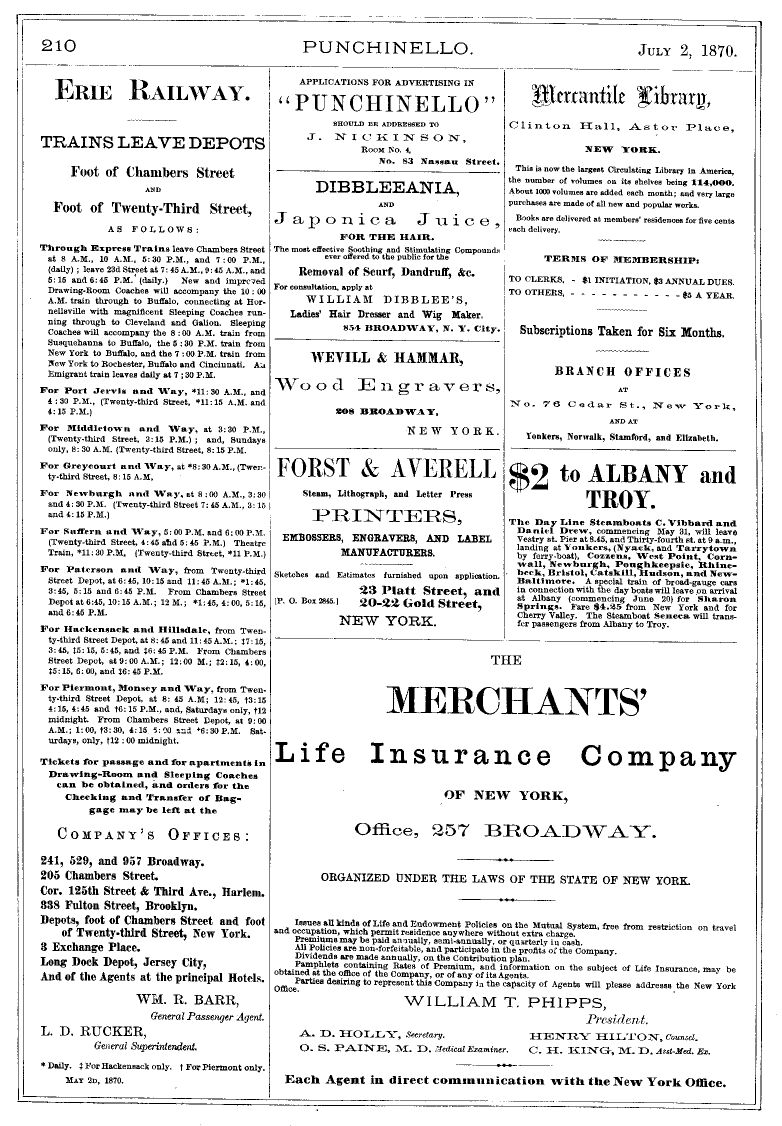 210
PUNCHINELLO.
JULY 2, 1870.
ERIE RAILWAY.
TRAINS LEAVE DEPOTS
Foot of Chambers Street
AND
Foot of Twenty-Third Street,
AS FOLLOWS:
Through Express Trains leave Chambers Street
at 8 A.M., 10 A.M., 5:30 P.M., and 7:00 P.M.,
(daily); leave 23d Street at 7:45 A.M., 9:45 A.M., and
5:15 and 6:45 P.M. (daily.) New and improved
Drawing-Room Coaches will accompany the 10:00
A.M. train through to Buffalo, connecting at Hor-
nellsville with magnificent Sleeping Coaches run-
ning through to Cleveland and Galion. Sleeping
Coaches will accompany the 8:00 A.M. train from
Susquehanna to Buffalo, the 5:30 P.M. train from
New York to Buffalo, and the 7:00 P.M. train from
New York to Rochester, Buffalo and Cincinnati. An
Emigrant train leaves daily at 7;30 P.M.
For Port Jervis and Way, *11:30 A.M., and
4:30 P.M., (Twenty-third Street, *11:15 A.M. and
4:15 P.M.)
For Middletown and Way, at 3:30 P.M.,
(Twenty-third Street, 3:15 P.M.); and, Sundays
only, 8:30 A.M. (Twenty-third Street, 8:15 P.M.
For Greycourt and Way, at *8:30 A.M., (Twen-
ty-third Street, 8:15 A.M,
For Newburgh and Way, at 8:00 A.M., 3:30
and 4:30 P.M. (Twenty-third Street 7:45 A.M., 3:15
and 4:15 P.M.)
For Suffern and Way, 5:00 P.M. and 6:00 P.M.
(Twenty-third Street, 4:45 and 5:45 P.M.) Theatre
Train, *11:30 P.M, (Twenty-third Street, *11 P.M.)
For Paterson and Way, from Twenty-third
Street Depot, at 6:45, 10:15 and 11:45 A.M.; *1:45,
3:45, 5:15 and 6:45 P.M. From Chambers Street
Depot at 6:45, 10:15 A.M.; 12 M.; *1:45, 4:00, 5:15,
and 6:45 P.M.
For Hackensack and Hillsdale, from Twen-
ty-third Street Depot, at 8:45 and 11:45 A.M.; ‡7:15,
3:45, ‡5:15, 5:45, and ‡6:45 P.M. From Chambers
Street Depot, at 9:00 A.M.; 12:00 M.; †2:15, 4:00,
‡5:15, 6:00, and 16:45 P.M.
For Piermont, Monsey and Way, from Twen-
ty-third Street Depot, at 8:45 A.M; 12:45, †3:15
4:15, 4:45 and †6:15 P.M., and, Saturdays only, †12
midnight. From Chambers Street Depot, at 9:00
A.M.; 1:00, †3:30, 4:15 5:00 and *6:30 P.M. Sat-
urdays, only, †12:00 midnight.
Tickets for passage and for apartments in
Drawing-Room and Sleeping Coaches
can be obtained, and orders for the
Checking and Transfer of Bag-
gage may be left at the
COMPANY'S OFFICES:
241, 529, and 957 Broadway.
205 Chambers Street.
Cor. 125th Street & Third Ave., Harlem.
338 Fulton Street, Brooklyn.
Depots, foot of Chambers Street and foot
of Twenty-third Street, New York.
3 Exchange Place.
Long Dock Depot, Jersey City,
And of the Agents at the principal Hotels.
WM. R. BARR,
General Passenger Agent.
L. D. RUCKER,
General Superintendent.
* Daily. ‡ For Hackensack only. † For Piermont only.
MAY 2D, 1870.
APPLICATIONS FOR ADVERTISING IN
"PUNCHINELLO"
SHOULD BE ADDRESSED TO
J. NICKINSON,
ROOM NO. 4,
No. 83 Nassau Street.
DIBBLEEANIA,
AND
Japonica Juice,
FOR THE HAIR.
The most effective Soothing and Stimulating Compounds
ever offered to the public for the
Removal of Scurf, Dandruff, &c.
For consultation, apply at
WILLIAM DIBBLEE'S,
Ladies' Hair Dresser and Wig Maker.
854 BROADWAY, N. Y. City.
WEVILL & HAMMAR,
Wood Engravers,
208 BROADWAY,
NEW YORK.
FORST & AVERELL
Steam, Lithograph, and Letter Press
PRINTERS,
EMBOSSERS, ENGRAVERS, AND LABEL
MANUFACTURERS.
Sketches and Estimates furnished upon application.
23 Platt Street, and
[P. O. Box 2845.]
20-22 Gold Street,
NEW YORK.
Mercantile Library,
Clinton Hall, Astor Place,
NEW YORK.
This is now the largest Circulating Library in America,
the number of volumes on its shelves being 114,000.
About 1000 volumes are added each month; and very large
purchases are made of all new and popular works.
Books are delivered at members' residences for five cents
each delivery.
TERMS OF MEMBERSHIP:
TO CLERKS, - $1 INITIATION, $3 ANNUAL DUES.
TO OTHERS, - - - - - - - - - - - $5 A YEAR.
Subscriptions Taken for Six Months.
BRANCH OFFICES
AT
No. 76 Cedar St., New York,
AND AT
Yonkers, Norwalk, Stamford, and Elizabeth.
$2 to ALBANY and
TROY.
The Day Line Steamboats C. Vibbard and
Daniel Drew, commencing May 31, will leave
Vestry st. Pier at 8.45, and Thirty-fourth st. at 9 a.m.,
landing at Yonkers, (Nyack, and Tarrytown
by ferry-boat), Cozzens, West Point, Corn-
wall, Newburgh, Poughkeepsie, Rhine-
beck, Bristol, Catskill, Hudson, and New-
Baltimore. A special train of broad-gauge cars
in connection with the day boats will leave on arrival
at Albany (commencing June 20) for Sharon
Springs. Fare $4.25 from New York and for
Cherry Valley. The Steamboat Seneca will trans-
fer passengers from Albany to Troy.
THE
MERCHANTS'
Life Insurance Company
OF NEW YORK,
Office, 257 BROADWAY.
ORGANIZED UNDER THE LAWS OF THE STATE OF NEW YORK.
Issues all kinds of Life and Endowment Policies on the Mutual System, free from restriction on travel
and occupation, which permit residence anywhere without extra charge.
Premiums may be paid annually, semi-annually, or quarterly in cash.
All Policies are non-forfeitable, and participate in the profits of the Company.
Dividends are made annually, on the Contribution plan.
Pamphlets containing Rates of Premium, and information on the subject of Life Insurance, may be
obtained at the office of the Company, or of any of its Agents.
Parties desiring to represent this Company in the capacity of Agents will please address the New York
Office.
WILLIAM T. PHIPPS,
President.
A. D. HOLLY, Secretary.
HENRY HILTON, Counsel.
O. S. PAINE, M. D. Medical Examiner.
C. H. KING, M. D. Asst-Med. Ex.
Each Agent in direct communication with the New York Office.